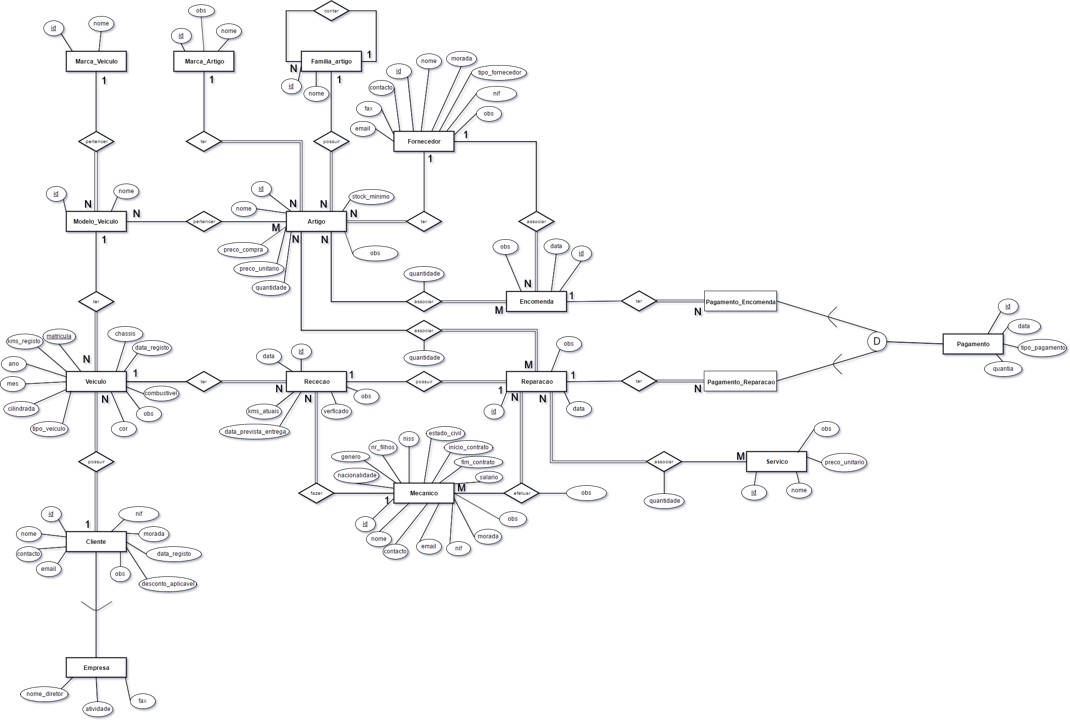 conter
id
nome
obs
id
nome
Marca_Veiculo
1
Marca_Artigo
1
Familia_artigo
N
1
1
id
nome
nome
morada
id
tipo_fornecedor
contacto
nif
fax
obs
email
Fornecedor
1
1
pertencer
ter
possuir
N
id
nome
Modelo_Veiculo
N
1
pertencer
id
nome
N
N
stock_minimo
N
Artigo
M
N
N
preco_compra
preco_unitario
quantidade
obs
ter
associar
obs
data
id
N
Encomenda
M
1
quantidade
associar
ter
N
Pagamento_Encomenda
D
id
data
tipo_pagamento
Pagamento
quantia
ter
associar
quantidade
kms_registo
matricula
chassis
data_registo
N
ano
mes
Veiculo
1
N
combustivel
cilindrada
obs
tipo_veiculo
cor
ter
data
id
N
Rececao
1
N
obs
kms_atuais
verficado
data_prevista_entrega
possuir
obs
M
Reparacao
1
1
N
N
id
data
ter
N
Pagamento_Reparacao
possuir
estado_civil
niss
nr_filhos
inicio_contrato
genero
fim_contrato
nacionalidade
salario
fazer
Mecanico
1
M
efetuar
obs
id
nome
contacto
email
nif
morada
obs
associar
quantidade
M
Servico
obs
preco_unitario
id
nome
id
nif
1
nome
morada
Cliente
contacto
data_registo
email
obs
desconto_aplicavel
Empresa
nome_diretor
atividade
fax